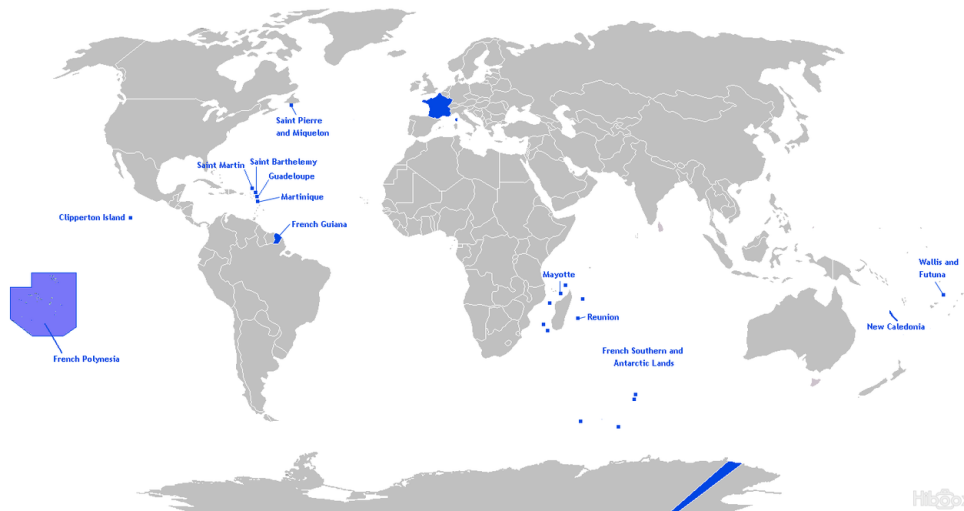 Saint Pierre
and Miquelon
Saint Martin
Saint Barthelemy
Guadeloupe
Martinique
Clipperton Island
French Guiana
Mayotte
Wallis and
Futuna
Reunion
New Caledonia
French Southern and
Antarctic Lands
French Polynesia